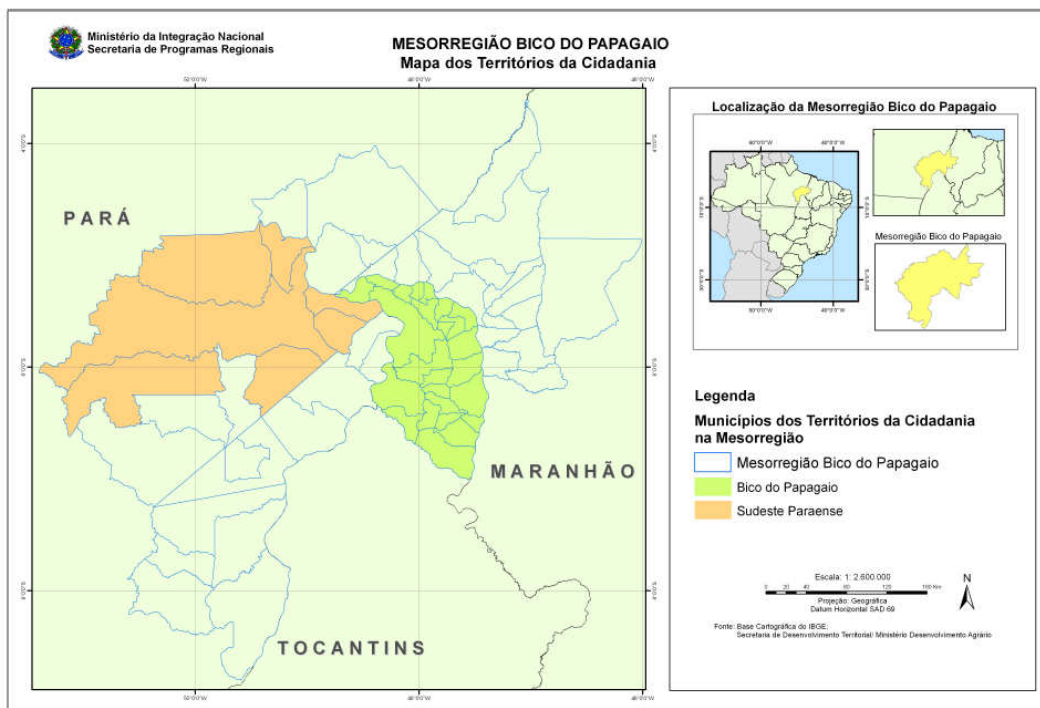 Ministério da Integração Nacional
Secretaria de Programas Regionais
MESORREGIÃO BICO DO PAPAGAIO
Mapa dos Territórios da Cidadania
PARÁ
MARANHÃO
TOCANTINS
Localização da Mesorregião Bico do Papagaio
Mesorregião Bico do Papagaio
Legenda
Municípios dos Territórios da Cidadania
na Mesorregião
Mesorregião Bico do Papagaio
Bico do Papagaio
Sudeste Paraense
Escala: 1: 2.600.000
N
Projeção: Geográfica
Datum Horizontal SAD 69
Fonte: Base Cartográfica do IBGE;
Secretaria de Desenvolvimento Territorial/ Ministério Desenvolvimento Agrário